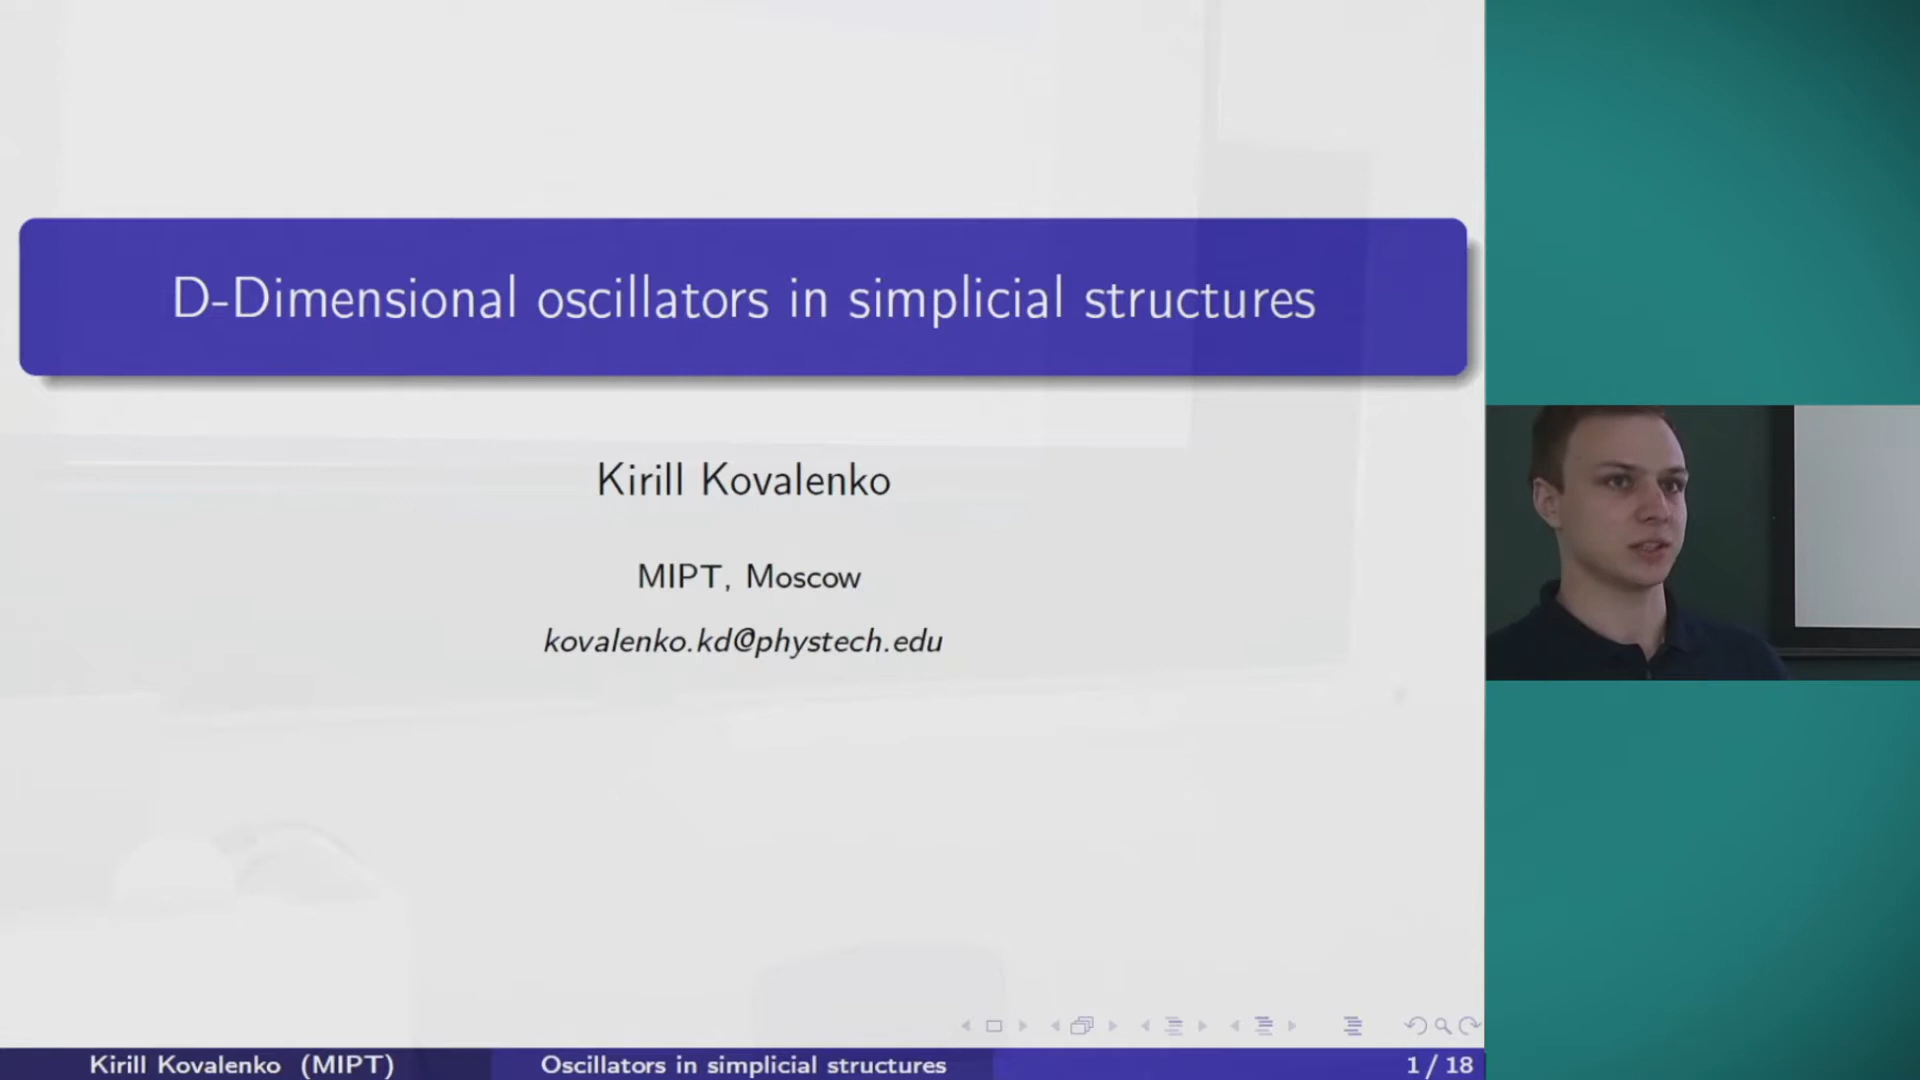 D-Dimensional oscillators in simplicial structures
Kirill Kovalenko
MIPT, Moscow
kovalenko.kd@phystech.edu
Kirill Kovalenko (MIPT)
Oscillators in simplicial structures
1 / 18